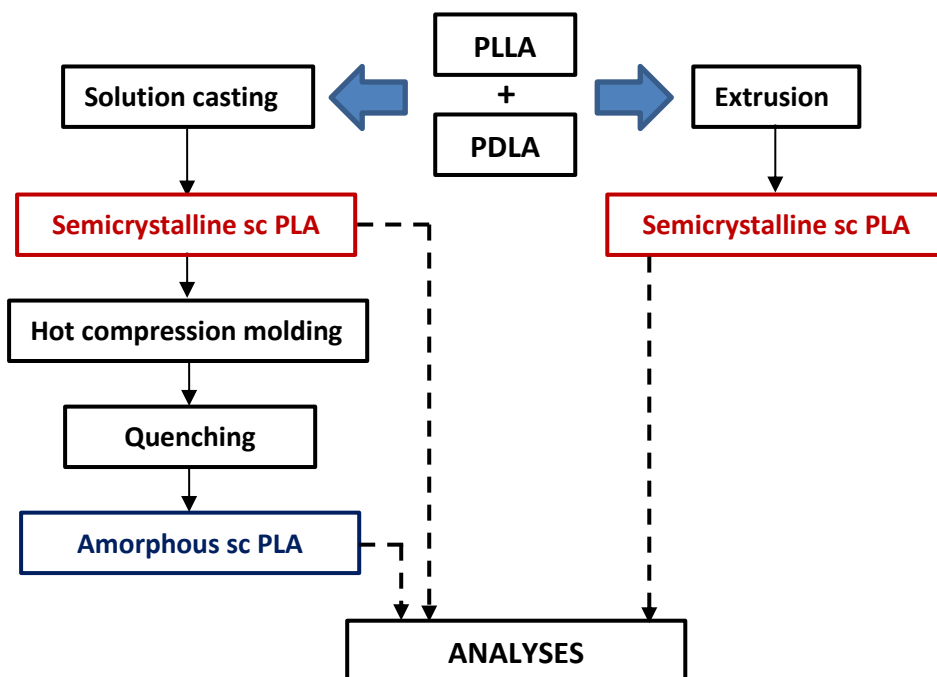 PLLA
+
PDLA
Solution casting
Extrusion
Semicrystalline sc PLA
Semicrystalline sc PLA
Hot compression molding
Quenching
Amorphous sc PLA
ANALYSES